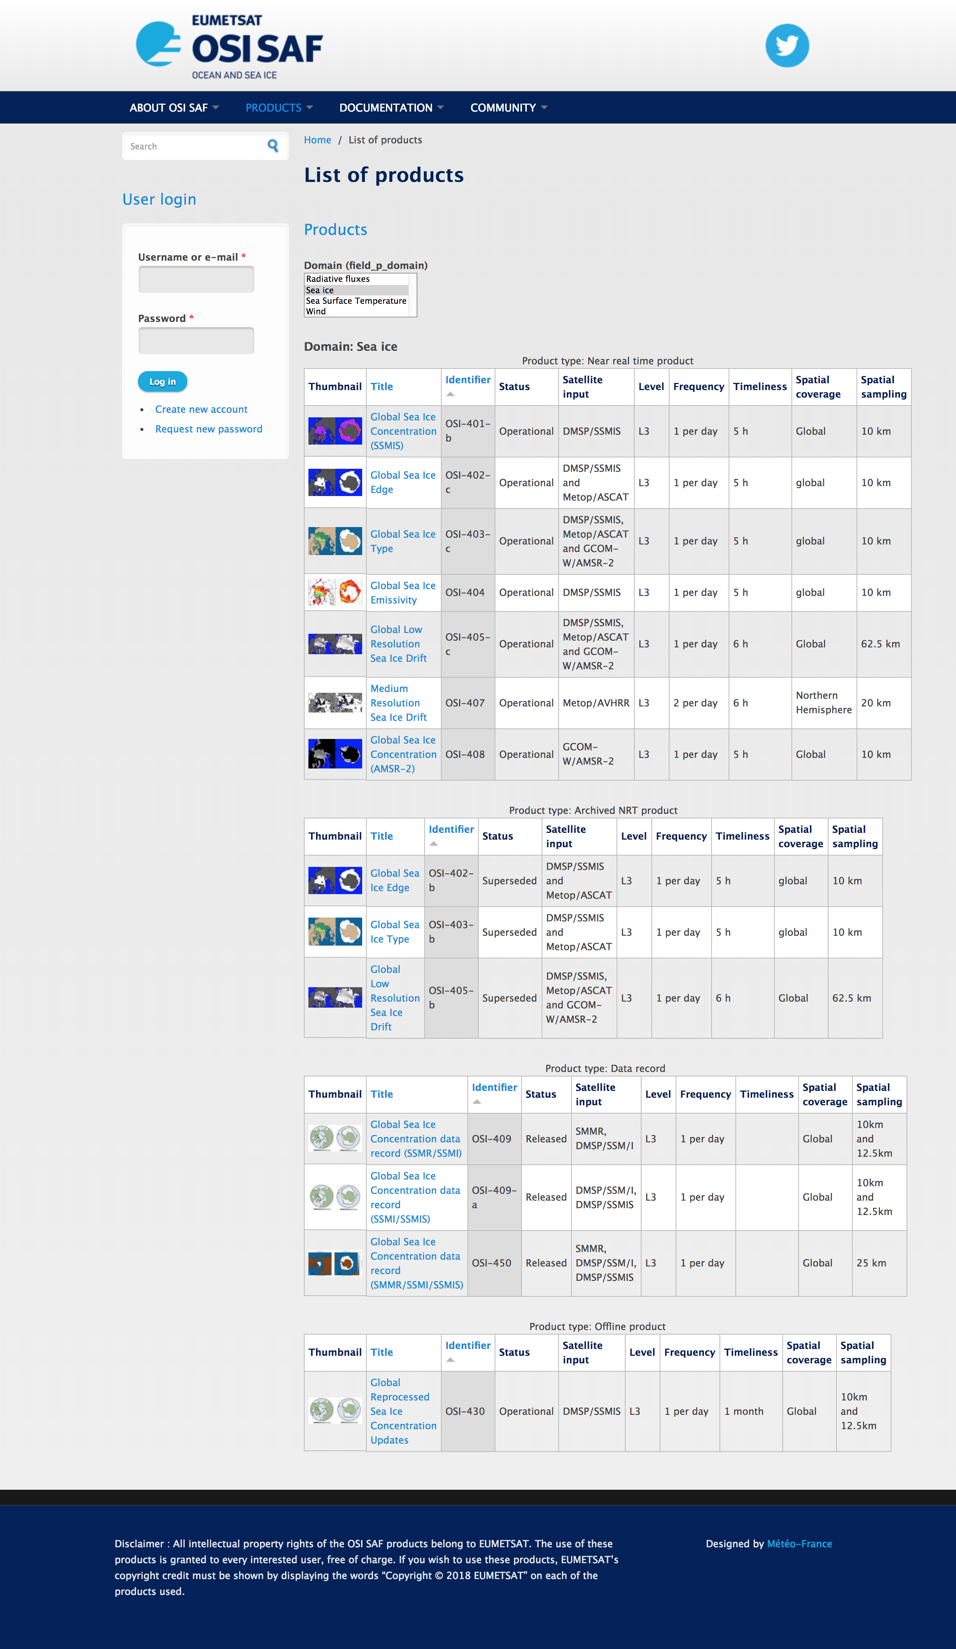 EUMETSAT
OSI SAF
OCEAN AND SEA ICE
ABOUT OSI SAF PRODUCTS DOCUMENTATION COMMUNITY
Search
Home / List of products
List of products
User login
Username or e-mail *
Password *
Log in
• Create new account
• Request new password
Products
Domain (field_p_domain)
Radiative fluxes
Sea ice
Sea Surface Temperature
Wind
Domain: Sea ice
Product type: Near real time product
Thumbnail Title Identifier Status Satellite input Level Frequency Timeliness Spatial coverage Spatial sampling
Global Sea Ice Concentration (SSMIS) OSI-401-b Operational DMSP/SSMIS L3 1 per day 5 h Global 10 km
Global Sea Ice Edge OSI-402-c Operational DMSP/SSMIS and Metop/ASCAT L3 1 per day 5 h global 10 km
Global Sea Ice Type OSI-403-c Operational DMSP/SSMIS, Metop/ASCAT and GCOM-W/AMSR-2 L3 1 per day 5 h global 10 km
Global Sea Ice Emissivity OSI-404 Operational DMSP/SSMIS L3 1 per day 5 h global 10 km
Global Low Resolution Sea Ice Drift OSI-405-c Operational DMSP/SSMIS, Metop/ASCAT and GCOM-W/AMSR-2 L3 1 per day 6 h Global 62.5 km
Medium Resolution Sea Ice Drift OSI-407 Operational Metop/AVHRR L3 2 per day 6 h Northern Hemisphere 20 km
Global Sea Ice Concentration (AMSR-2) OSI-408 Operational GCOM-W/AMSR-2 L3 1 per day 5 h Global 10 km
Product type: Archived NRT product
Thumbnail Title Identifier Status Satellite input Level Frequency Timeliness Spatial coverage Spatial sampling
Global Sea Ice Edge OSI-402-b Superseded DMSP/SSMIS and Metop/ASCAT L3 1 per day 5 h global 10 km
Global Sea Ice Type OSI-403-b Superseded DMSP/SSMIS and Metop/ASCAT L3 1 per day 5 h global 10 km
Global Low Resolution Sea Ice Drift OSI-405-b Superseded DMSP/SSMIS, Metop/ASCAT and GCOM-W/AMSR-2 L3 1 per day 6 h Global 62.5 km
Product type: Data record
Thumbnail Title Identifier Status Satellite input Level Frequency Timeliness Spatial coverage Spatial sampling
Global Sea Ice Concentration data record (SSMR/SSMI) OSI-409 Released SMMR, DMSP/SSM/I L3 1 per day Global 10km and 12.5km
Global Sea Ice Concentration data record (SSMI/SSMIS) OSI-409-a Released DMSP/SSM/I, DMSP/SSMIS L3 1 per day Global 10km and 12.5km
Global Sea Ice Concentration data record (SMMR/SSMI/SSMIS) OSI-450 Released SMMR, DMSP/SSM/I, DMSP/SSMIS L3 1 per day Global 25 km
Product type: Offline product
Thumbnail Title Identifier Status Satellite input Level Frequency Timeliness Spatial coverage Spatial sampling
Global Reprocessed Sea Ice Concentration Updates OSI-430 Operational DMSP/SSMIS L3 1 per day 1 month Global 10km and 12.5km
Disclaimer : All intellectual property rights of the OSI SAF products belong to EUMETSAT. The use of these
products is granted to every interested user, free of charge. If you wish to use these products, EUMETSAT's
copyright credit must be shown by displaying the words “Copyright © 2018 EUMETSAT” on each of the
products used.
Designed by Météo-France